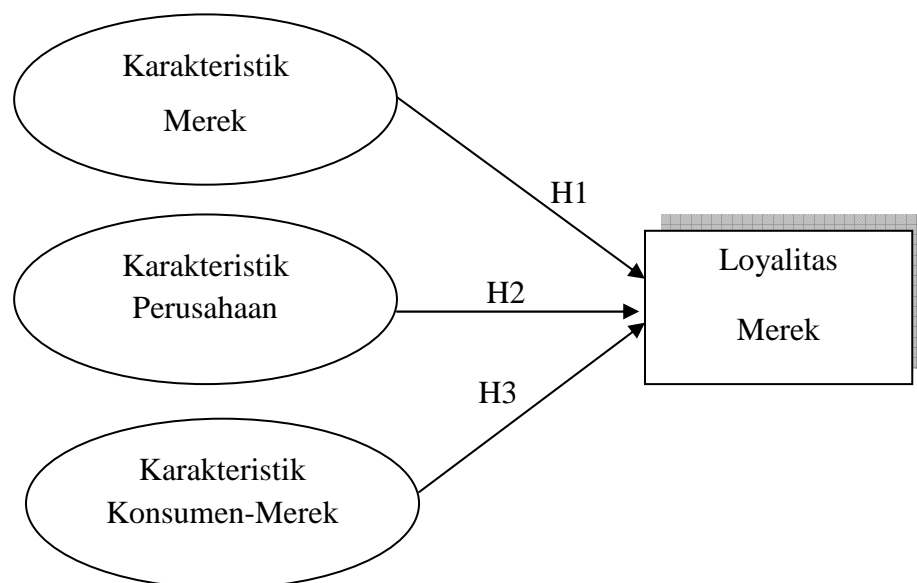 Karakteristik
Merek
H1
Karakteristik
Perusahaan
H2
Loyalitas
Merek
H3
Karakteristik
Konsumen-Merek